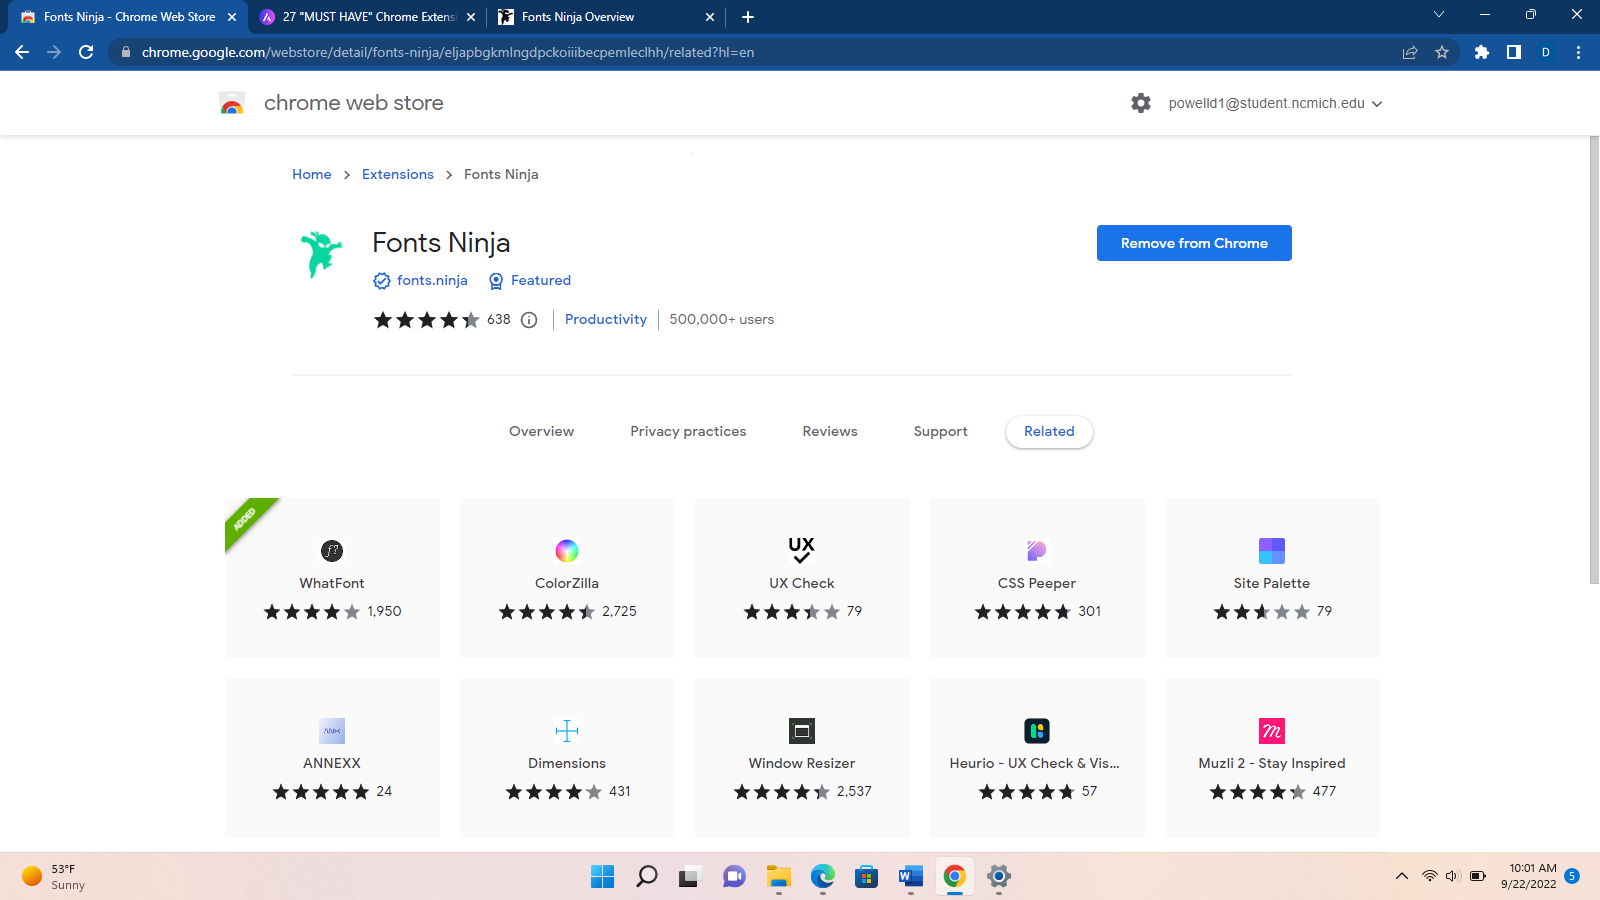 Fonts Ninja - Chrome Web Store
27 "MUST HAVE" Chrome Extensi
Fonts Ninja Overview
chrome.google.com/webstore/detail/fonts-ninja/eljapbgkmlngdpckoiiibecpemleclhh/related?hl=en
D
chrome web store
powelld1@student.ncmich.edu
Home > Extensions > Fonts Ninja
Fonts Ninja
Remove from Chrome
fonts.ninja Featured
638 Productivity 500,000+ users
Overview Privacy practices Reviews Support Related
ADDED
f?
UX
WhatFont ColorZilla UX Check CSS Peeper Site Palette
1,950 2,725 79 301 79
ANNEXX Dimensions Window Resizer Heurio - UX Check & Vis... Muzli 2 - Stay Inspired
24 431 2,537 57 477
53°F
Sunny
W
10:01 AM
9/22/2022
5